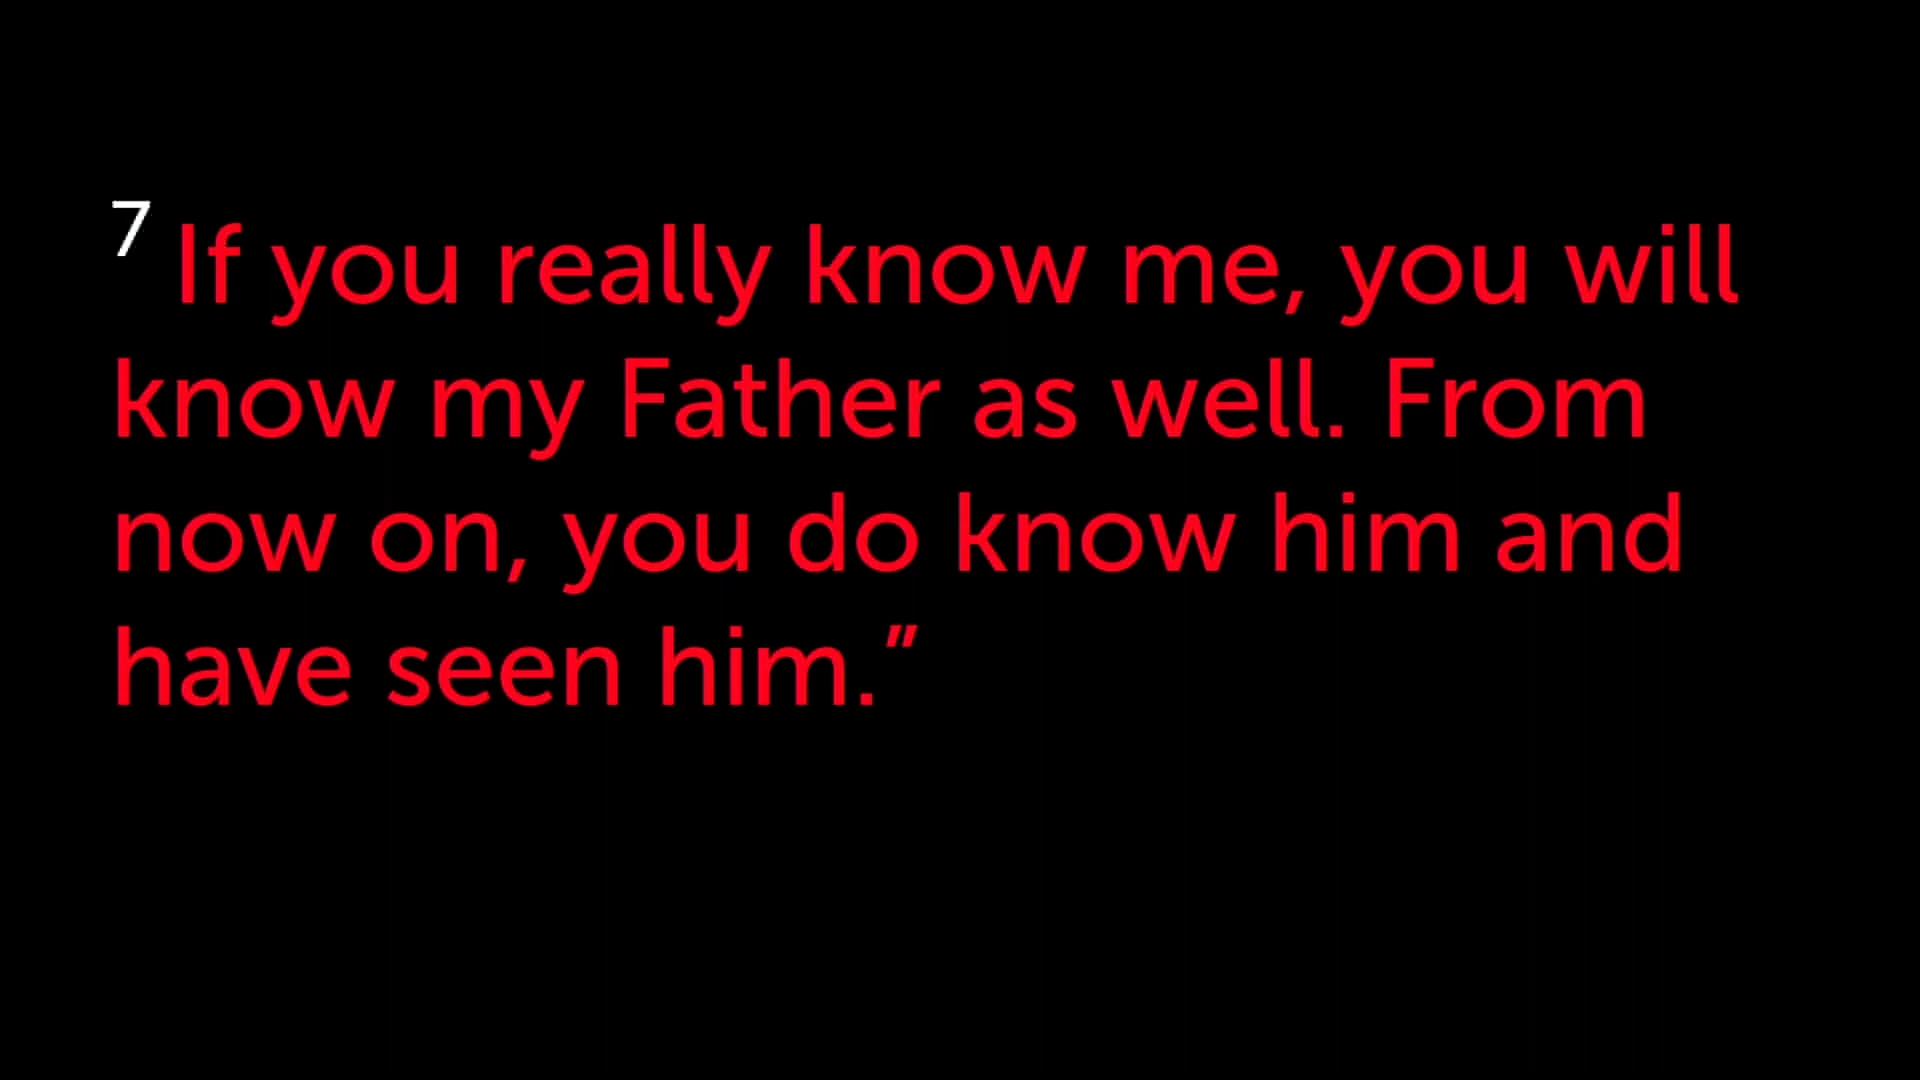 7 If you really know me, you will
know my Father as well. From
now on, you do know him and
have seen him.”